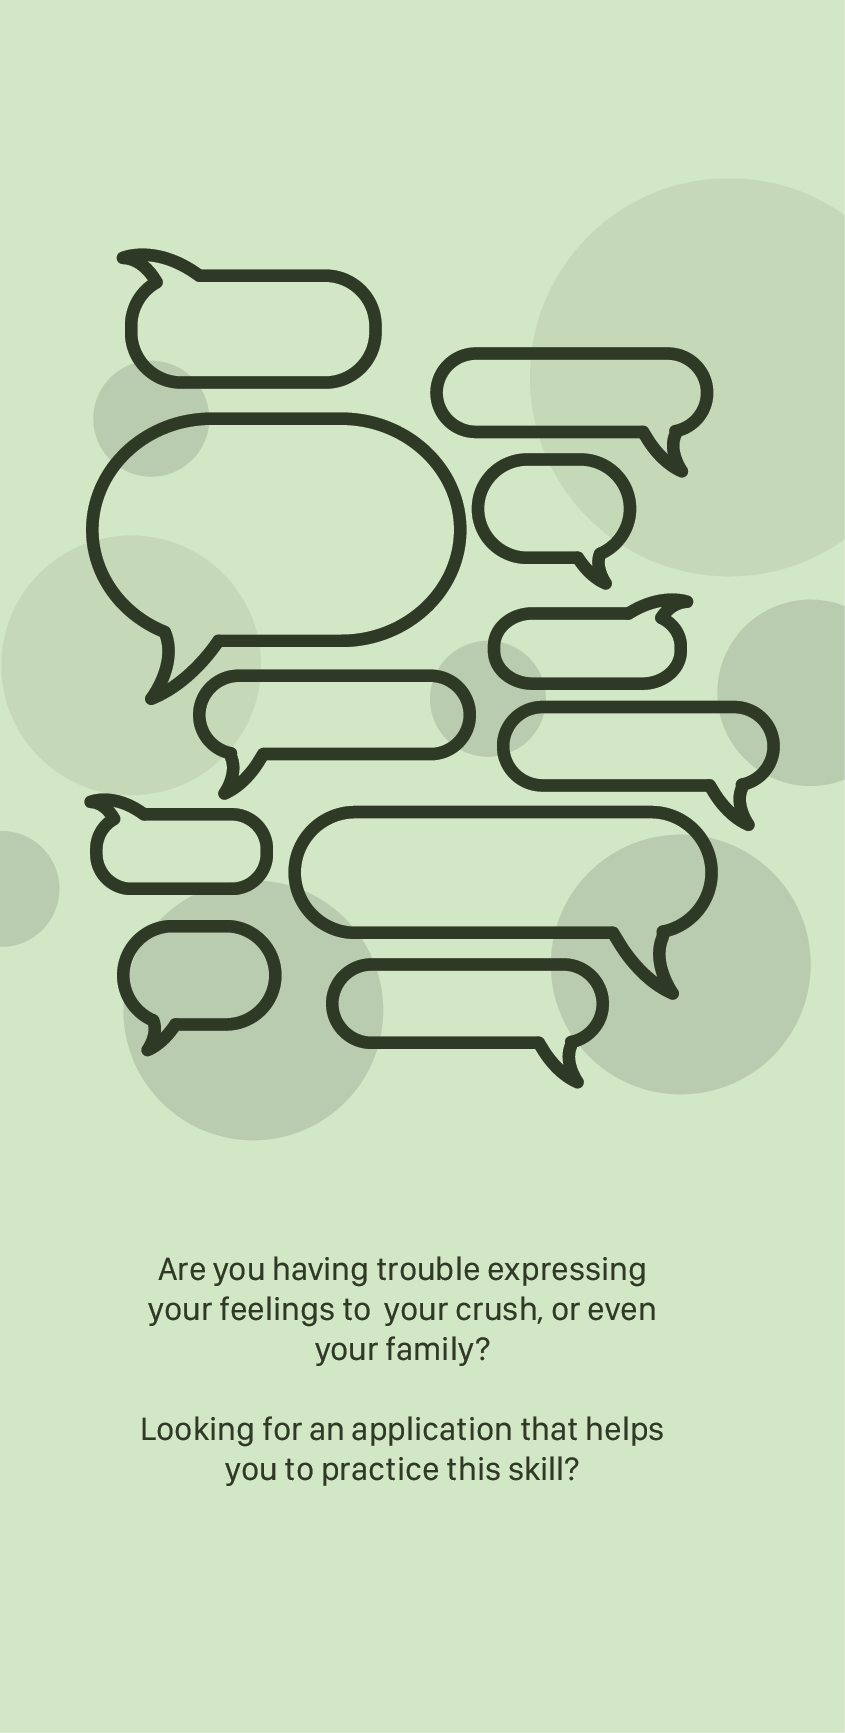 Are you having trouble expressing
your feelings to  your crush, or even
your family?
Looking for an application that helps
you to practice this skill?